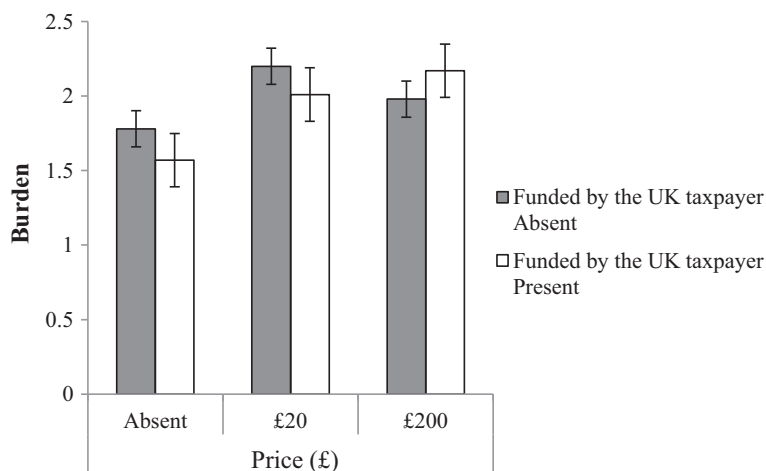 2.5
2
1.5
1
0.5
0
Burden
Absent
£20
£200
Price (£)
Funded by the UK taxpayer
Absent
Funded by the UK taxpayer
Present